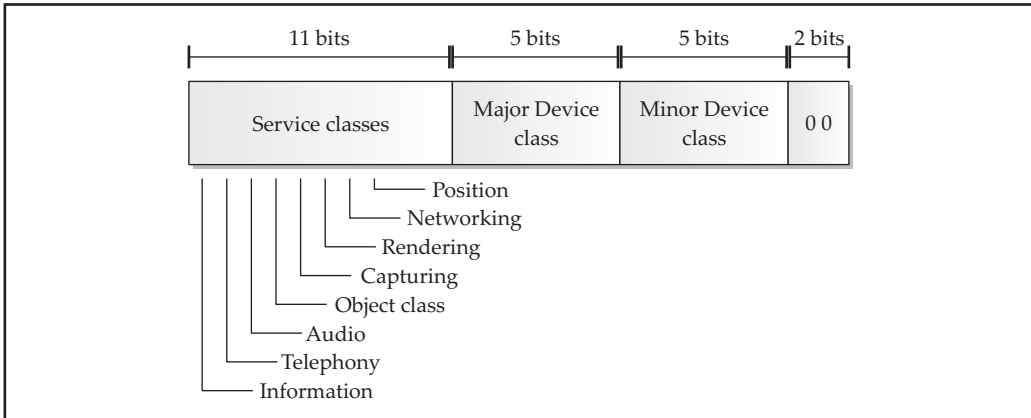 11 bits 5 bits 5 bits 2 bits
Service classes
Major Device
class
Minor Device
class
0 0
Position
Networking
Rendering
Capturing
Object class
Audio
Telephony
Information